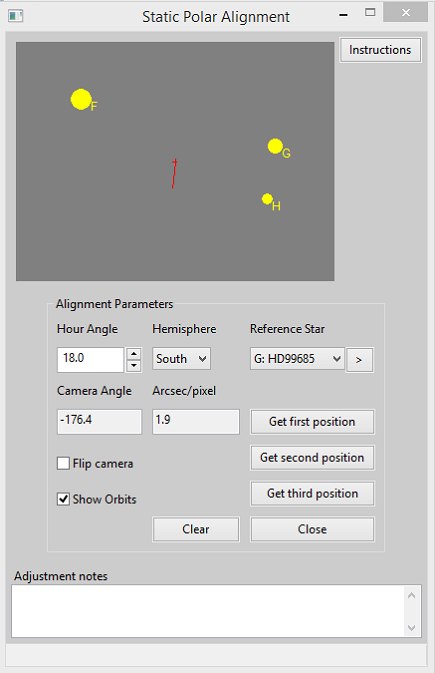 Static Polar Alignment
Instructions
F
G
H
Alignment Parameters
Hour Angle Hemisphere Reference Star
18.0 South G: HD99685 >
Camera Angle Arcsec/pixel
-176.4 1.9 Get first position
Flip camera Get second position
Show Orbits Get third position
Clear Close
Adjustment notes